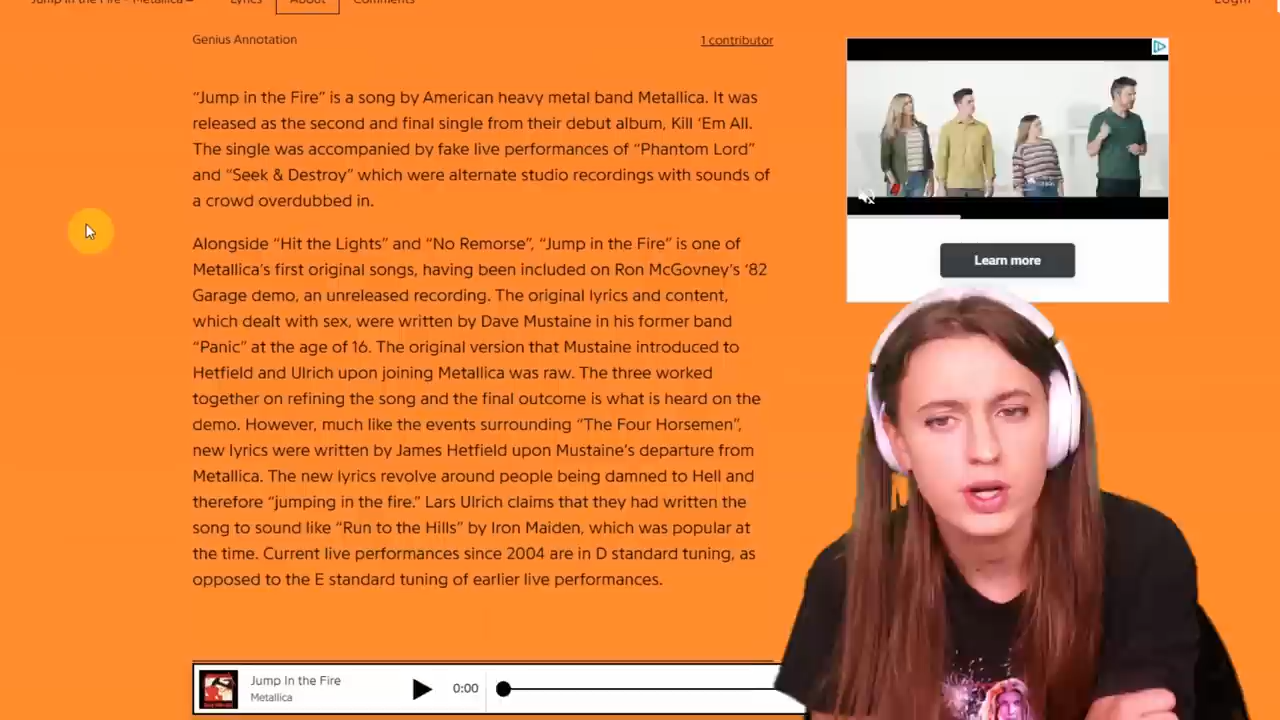 Jump in the Fire - Metallica –
Lyrics
About
Comments
Login
Genius Annotation
1 contributor
“Jump in the Fire” is a song by American heavy metal band Metallica. It was
released as the second and final single from their debut album, Kill ‘Em All.
The single was accompanied by fake live performances of “Phantom Lord”
and “Seek & Destroy” which were alternate studio recordings with sounds of
a crowd overdubbed in.
Alongside “Hit the Lights” and “No Remorse”, “Jump in the Fire” is one of
Metallica’s first original songs, having been included on Ron McGovney’s ‘82
Garage demo, an unreleased recording. The original lyrics and content,
which dealt with sex, were written by Dave Mustaine in his former band
“Panic” at the age of 16. The original version that Mustaine introduced to
Hetfield and Ulrich upon joining Metallica was raw. The three worked
together on refining the song and the final outcome is what is heard on the
demo. However, much like the events surrounding “The Four Horsemen”,
new lyrics were written by James Hetfield upon Mustaine’s departure from
Metallica. The new lyrics revolve around people being damned to Hell and
therefore “jumping in the fire.” Lars Ulrich claims that they had written the
song to sound like “Run to the Hills” by Iron Maiden, which was popular at
the time. Current live performances since 2004 are in D standard tuning, as
opposed to the E standard tuning of earlier live performances.
Learn more
Jump In the Fire
Metallica
0:00